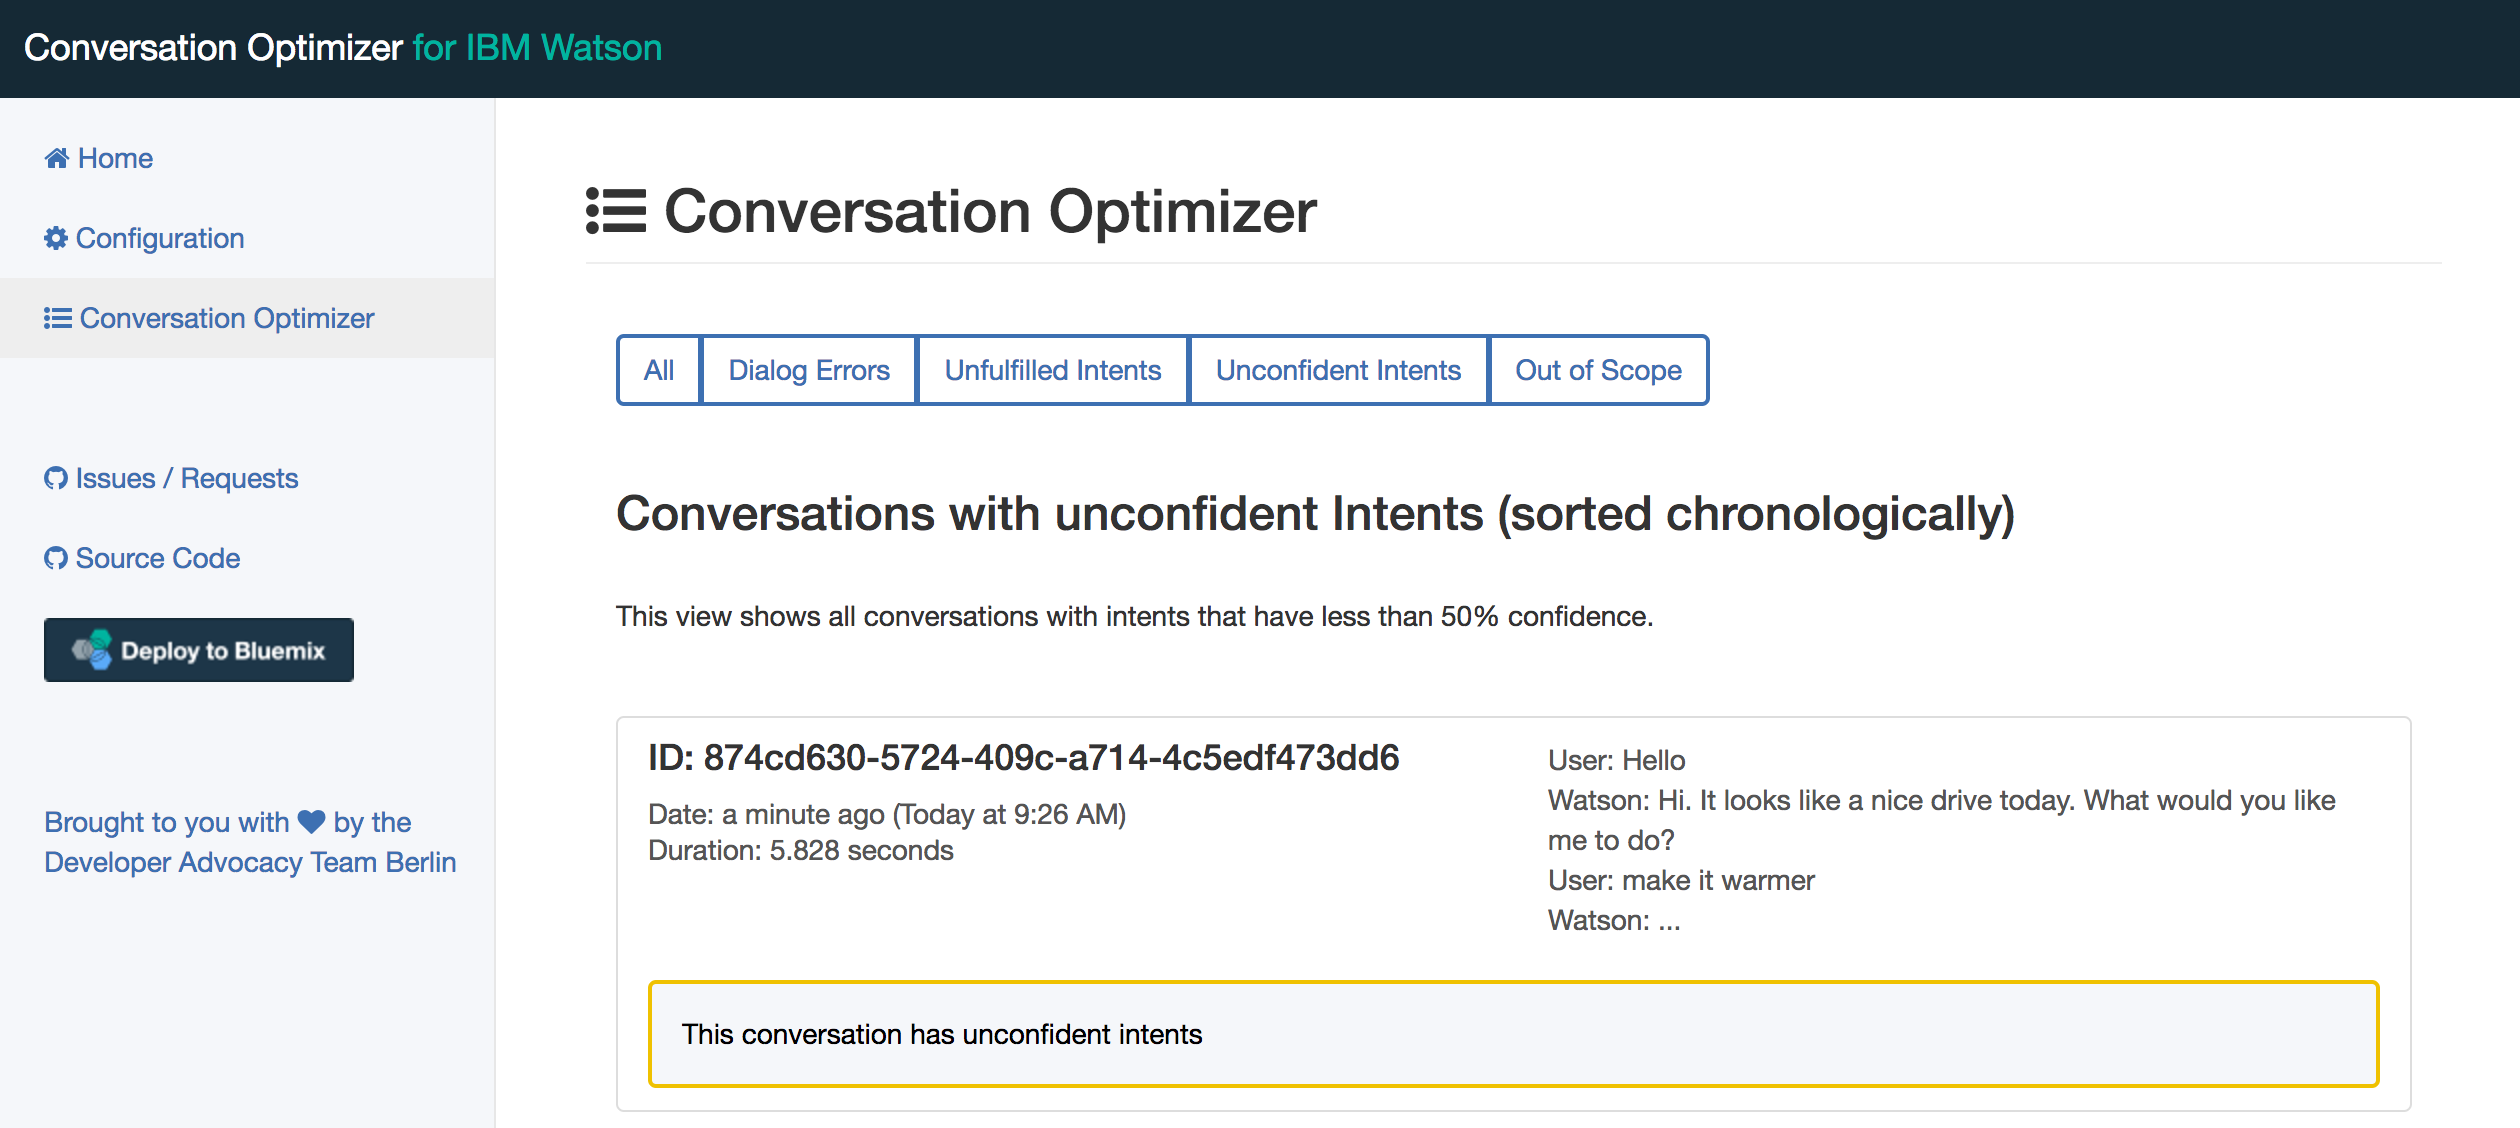 Conversation Optimizer for IBM Watson
Home
Configuration
Conversation Optimizer
Issues / Requests
Source Code
Deploy to Bluemix
Brought to you with by the
Developer Advocacy Team Berlin
Conversation Optimizer
All
Dialog Errors
Unfulfilled Intents
Unconfident Intents
Out of Scope
Conversations with unconfident Intents (sorted chronologically)
This view shows all conversations with intents that have less than 50% confidence.
ID: 874cd630-5724-409c-a714-4c5edf473dd6
Date: a minute ago (Today at 9:26 AM)
Duration: 5.828 seconds
User: Hello
Watson: Hi. It looks like a nice drive today. What would you like
me to do?
User: make it warmer
Watson: ...
This conversation has unconfident intents